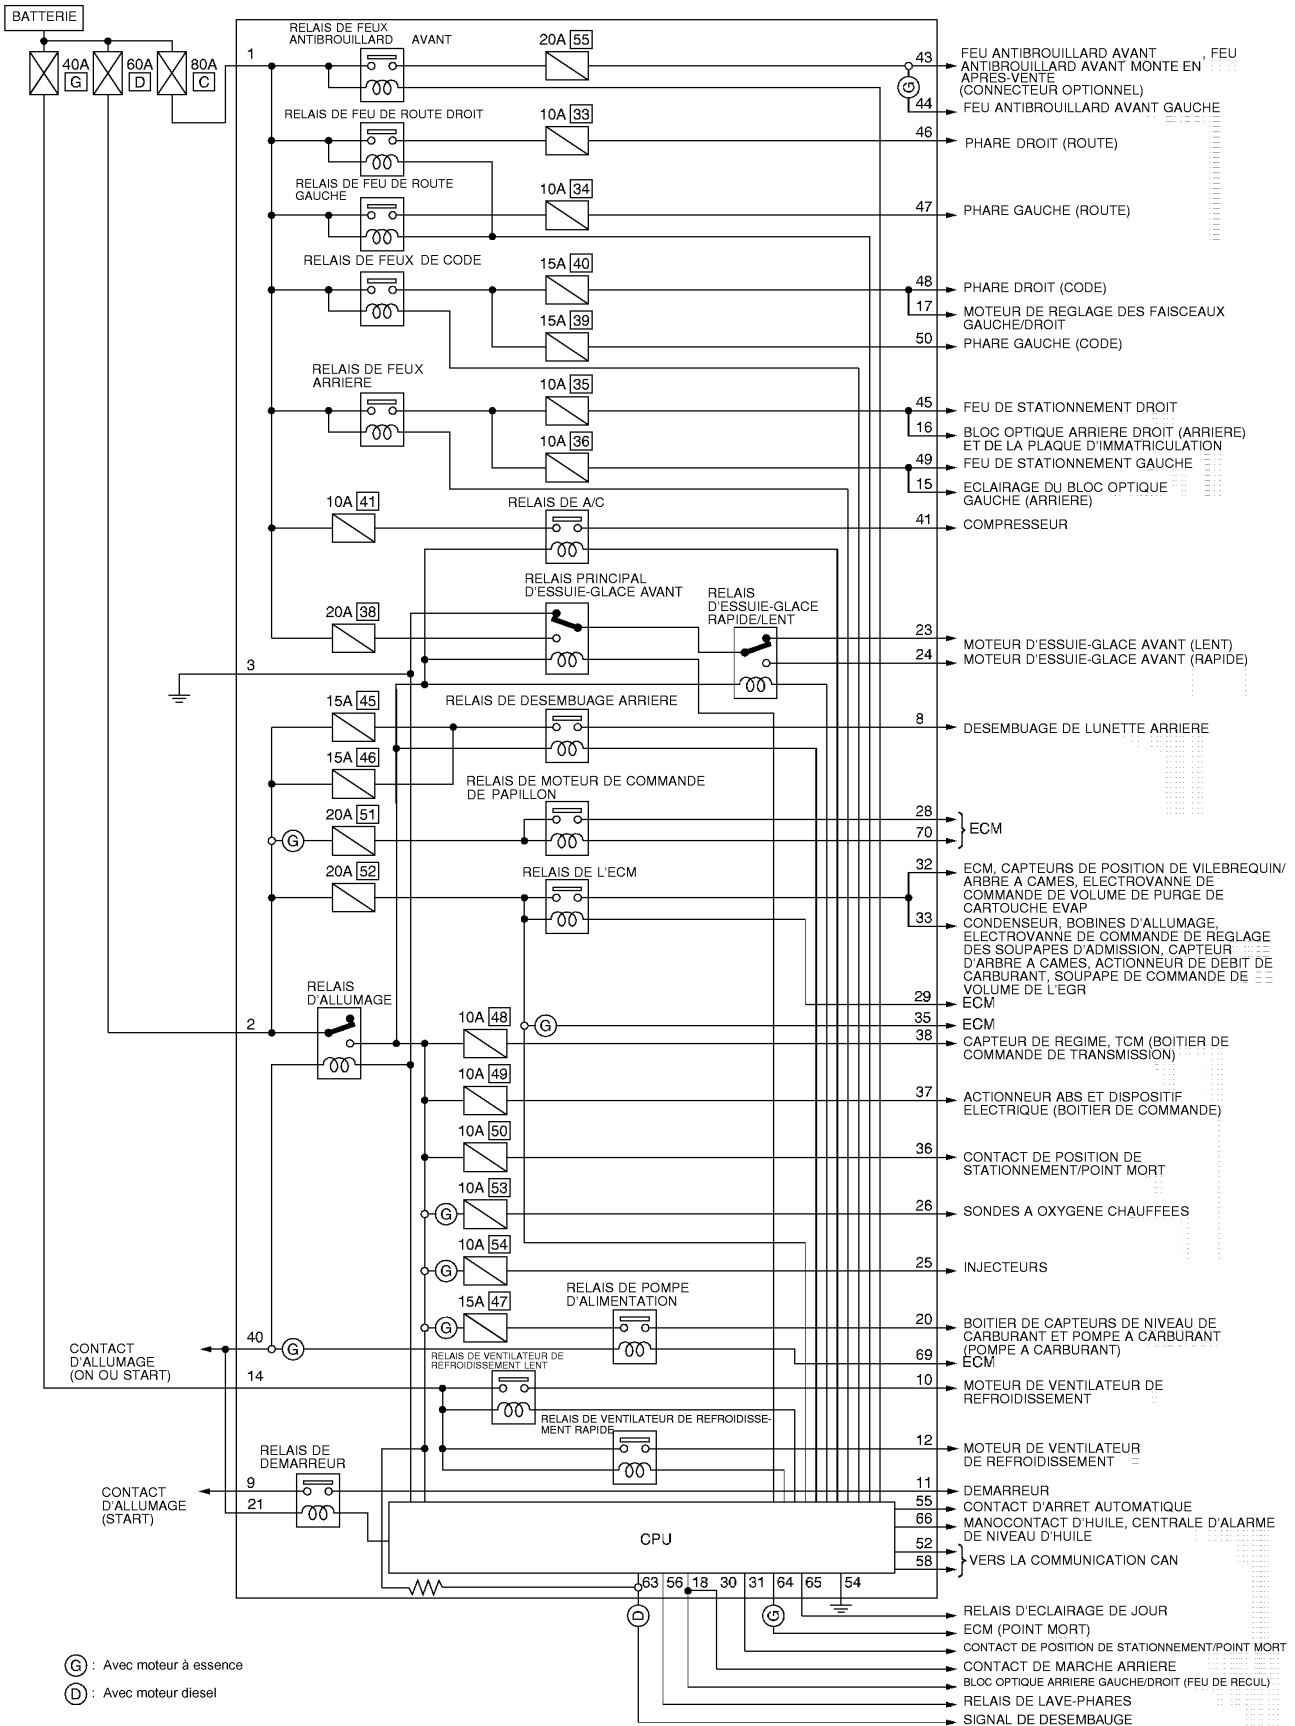 BATTERIE
40A G
60A D
80A C
1
RELAIS DE FEUX
ANTIBROUILLARD AVANT
20A 55
43
FEU ANTIBROUILLARD AVANT , FEU
ANTIBROUILLARD AVANT MONTE EN
APRES-VENTE
(CONNECTEUR OPTIONNEL)
G
44
FEU ANTIBROUILLARD AVANT GAUCHE
RELAIS DE FEU DE ROUTE DROIT
10A 33
46
PHARE DROIT (ROUTE)
RELAIS DE FEU DE ROUTE
GAUCHE
10A 34
47
PHARE GAUCHE (ROUTE)
RELAIS DE FEUX DE CODE
15A 40
48
PHARE DROIT (CODE)
17
MOTEUR DE REGLAGE DES FAISCEAUX
GAUCHE/DROIT
15A 39
50
PHARE GAUCHE (CODE)
RELAIS DE FEUX
ARRIERE
10A 35
45
FEU DE STATIONNEMENT DROIT
16
BLOC OPTIQUE ARRIERE DROIT (ARRIERE)
ET DE LA PLAQUE D'IMMATRICULATION
10A 36
49
FEU DE STATIONNEMENT GAUCHE
15
ECLAIRAGE DU BLOC OPTIQUE
GAUCHE (ARRIERE)
10A 41
RELAIS DE A/C
41
COMPRESSEUR
RELAIS PRINCIPAL
D'ESSUIE-GLACE AVANT
RELAIS
D'ESSUIE-GLACE
RAPIDE/LENT
20A 38
23
MOTEUR D'ESSUIE-GLACE AVANT (LENT)
24
MOTEUR D'ESSUIE-GLACE AVANT (RAPIDE)
3
15A 45
RELAIS DE DESEMBUAGE ARRIERE
8
DESEMBUAGE DE LUNETTE ARRIERE
15A 46
RELAIS DE MOTEUR DE COMMANDE
DE PAPILLON
G
20A 51
28
70
ECM
20A 52
RELAIS DE L'ECM
32
ECM, CAPTEURS DE POSITION DE VILEBREQUIN/
ARBRE A CAMES, ELECTROVANNE DE
COMMANDE DE VOLUME DE PURGE DE
CARTOUCHE EVAP
33
CONDENSEUR, BOBINES D'ALLUMAGE,
ELECTROVANNE DE COMMANDE DE REGLAGE
DES SOUPAPES D'ADMISSION, CAPTEUR
D'ARBRE A CAMES, ACTIONNEUR DE DEBIT DE
CARBURANT, SOUPAPE DE COMMANDE DE
VOLUME DE L'EGR
29
ECM
RELAIS
D'ALLUMAGE
2
G
35
ECM
10A 48
38
CAPTEUR DE REGIME, TCM (BOITIER DE
COMMANDE DE TRANSMISSION)
10A 49
37
ACTIONNEUR ABS ET DISPOSITIF
ELECTRIQUE (BOITIER DE COMMANDE)
10A 50
36
CONTACT DE POSITION DE
STATIONNEMENT/POINT MORT
G
10A 53
26
SONDES A OXYGENE CHAUFFEES
G
10A 54
25
INJECTEURS
RELAIS DE POMPE
D'ALIMENTATION
G
15A 47
20
BOITIER DE CAPTEURS DE NIVEAU DE
CARBURANT ET POMPE A CARBURANT
(POMPE A CARBURANT)
CONTACT
D'ALLUMAGE
(ON OU START)
40
G
69
ECM
RELAIS DE VENTILATEUR DE
REFROIDISSEMENT LENT
14
10
MOTEUR DE VENTILATEUR DE
REFROIDISSEMENT
RELAIS DE VENTILATEUR DE REFROIDISSE-
MENT RAPIDE
12
MOTEUR DE VENTILATEUR
DE REFROIDISSEMENT
RELAIS DE
DEMARREUR
CONTACT
D'ALLUMAGE
(START)
9
21
11
DEMARREUR
55
CONTACT D'ARRET AUTOMATIQUE
66
MANOCONTACT D'HUILE, CENTRALE D'ALARME
DE NIVEAU D'HUILE
CPU
52
58
VERS LA COMMUNICATION CAN
63 56 18 30 31 64 65 54
D
G
RELAIS D'ECLAIRAGE DE JOUR
ECM (POINT MORT)
CONTACT DE POSITION DE STATIONNEMENT/POINT MORT
CONTACT DE MARCHE ARRIERE
BLOC OPTIQUE ARRIERE GAUCHE/DROIT (FEU DE RECUL)
RELAIS DE LAVE-PHARES
SIGNAL DE DESEMBAUGE
G : Avec moteur à essence
D : Avec moteur diesel